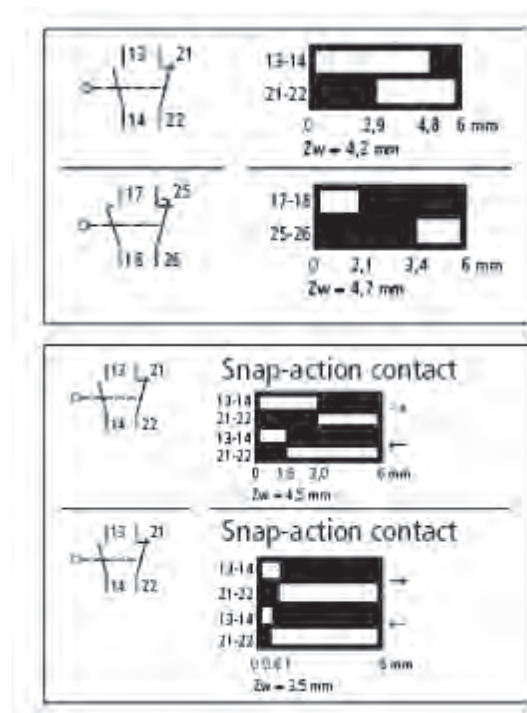 13 21
14 22
13-14
21-22
0 2,9 4,8 6 mm
Zw = 4,2 mm
17 25
18 26
17-18
25-26
0 2,1 3,4 6 mm
Zw = 4,7 mm
Snap-action contact
13 21
14 22
13-14
21-22
13-14
21-22
0 1,6 3,0 6 mm
Zw = 4,5 mm
Snap-action contact
13 21
14 22
13-14
21-22
13-14
21-22
6 mm
Zw = 3.5 mm